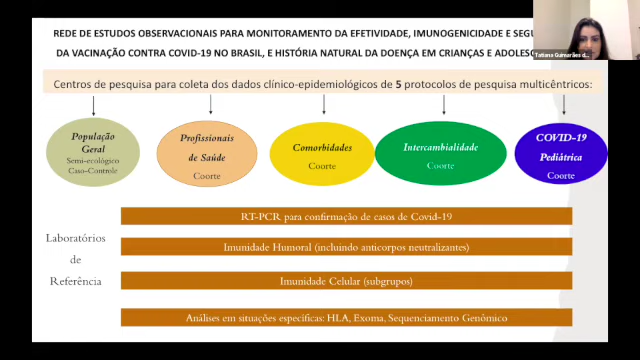 REDE DE ESTUDOS OBSERVACIONAIS PARA MONITORAMENTO DA EFETIVIDADE, IMUNOGENICIDADE E
DA VACINAÇÃO CONTRA COVID-19 NO BRASIL, E HISTÓRIA NATURAL DA DOENÇA EM CRIANÇAS E
Tatiana Guimarães d...
Centros de pesquisa para coleta dos dados clínico-epidemiológicos de 5 protocolos de pesquisa multicêntricos:
População
Geral
Semi-ecológico
Caso-Controle
Profissionais
de Saúde
Coorte
Comorbidades
Coorte
Intercambialidade
Coorte
COVID-19
Pediátrica
Coorte
Laboratórios
de
Referência
RT-PCR para confirmação de casos de Covid-19
Imunidade Humoral (incluindo anticorpos neutralizantes)
Imunidade Celular (subgrupos)
Análises em situações específicas: HLA, Exoma, Sequenciamento Genômico